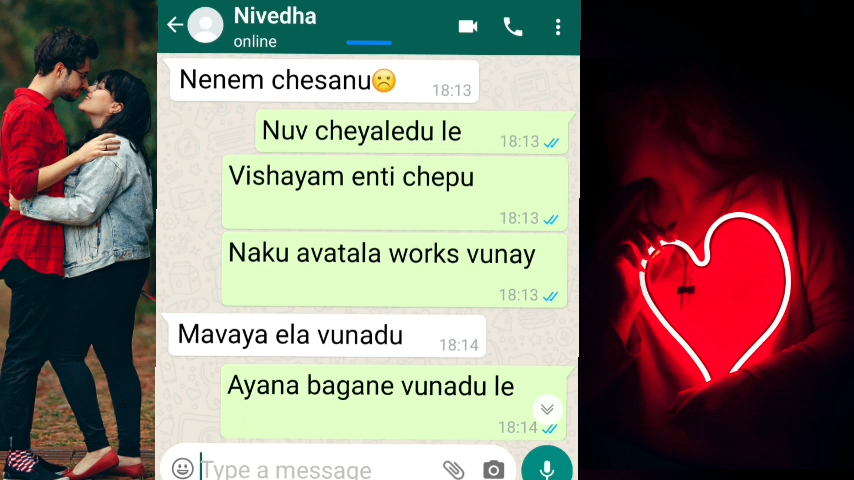 Nivedha
online
Nenem chesanu☹️
18:13
Nuv cheyaledu le
18:13
Vishayam enti chepu
18:13
Naku avatala works vunay
18:13
Mavaya ela vunadu
18:14
Ayana bagane vunadu le
18:14
Type a message